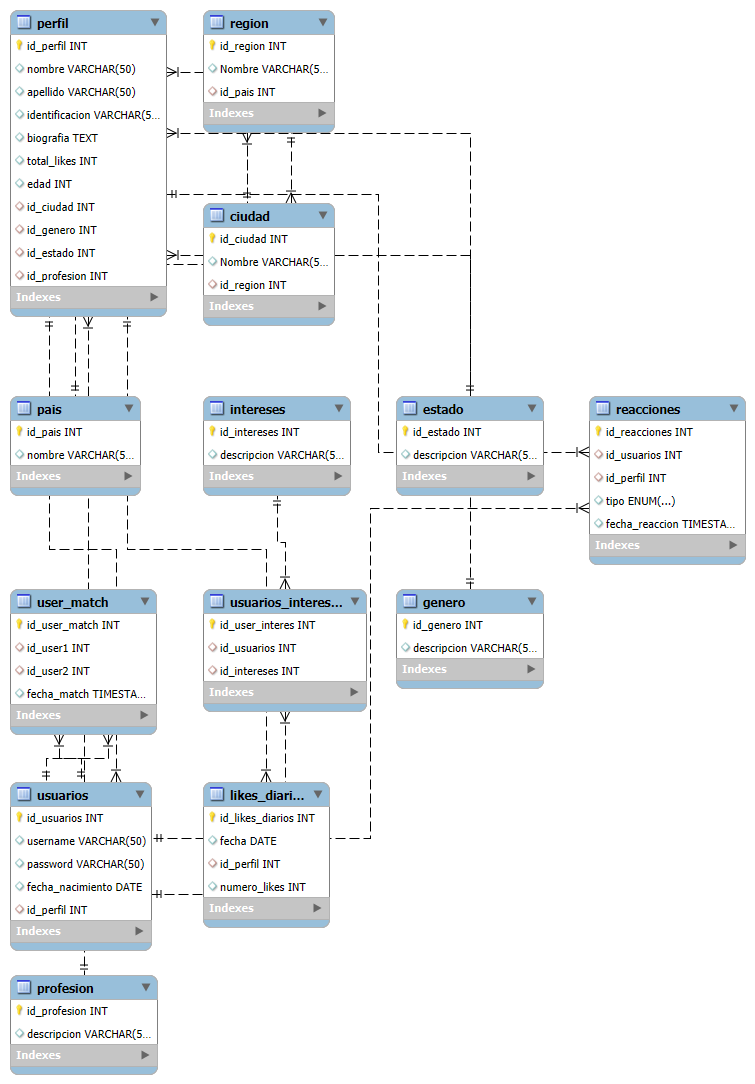 perfil
id_perfil INT
nombre VARCHAR(50)
apellido VARCHAR(50)
identificacion VARCHAR(5...
biografia TEXT
total_likes INT
edad INT
id_ciudad INT
id_genero INT
id_estado INT
id_profesion INT
Indexes
region
id_region INT
Nombre VARCHAR(5...
id_pais INT
Indexes
ciudad
id_ciudad INT
Nombre VARCHAR(5...
id_region INT
Indexes
pais
id_pais INT
nombre VARCHAR(5...
Indexes
intereses
id_intereses INT
descripcion VARCHAR(5...
Indexes
estado
id_estado INT
descripcion VARCHAR(5...
Indexes
reacciones
id_reacciones INT
id_usuarios INT
id_perfil INT
tipo ENUM(...)
fecha_reaccion TIMESTA...
Indexes
user_match
id_user_match INT
id_user1 INT
id_user2 INT
fecha_match TIMESTA...
Indexes
usuarios_interes...
id_user_interes INT
id_usuarios INT
id_intereses INT
Indexes
genero
id_genero INT
descripcion VARCHAR(5...
Indexes
usuarios
id_usuarios INT
username VARCHAR(50)
password VARCHAR(50)
fecha_nacimiento DATE
id_perfil INT
Indexes
likes_diari...
id_likes_diarios INT
fecha DATE
id_perfil INT
numero_likes INT
Indexes
profesion
id_profesion INT
descripcion VARCHAR(5...
Indexes